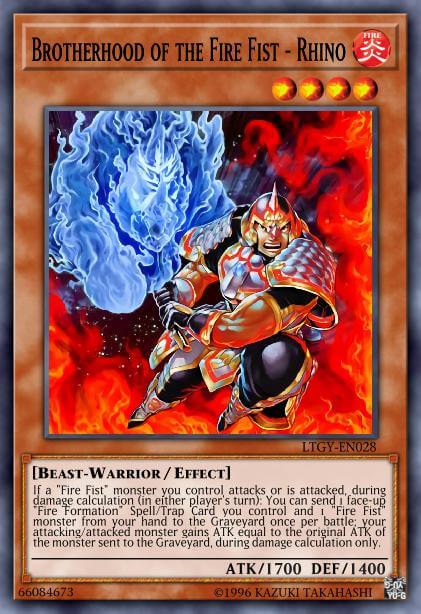 BROTHERHOOD OF THE FIRE FIST - RHINO
FIRE
炎
LTGY-EN028
[BEAST-WARRIOR / EFFECT]
If a "Fire Fist" monster you control attacks or is attacked, during
damage calculation (in either player's turn): You can send 1 face-up
"Fire Formation" Spell/Trap Card you control and 1 "Fire Fist"
monster from your hand to the Graveyard once per battle; your
attacking/attacked monster gains ATK equal to the original ATK of
the monster sent to the Graveyard, during damage calculation only.
ATK/1700 DEF/1400
66084673
©1996 KAZUKI TAKAHASHI